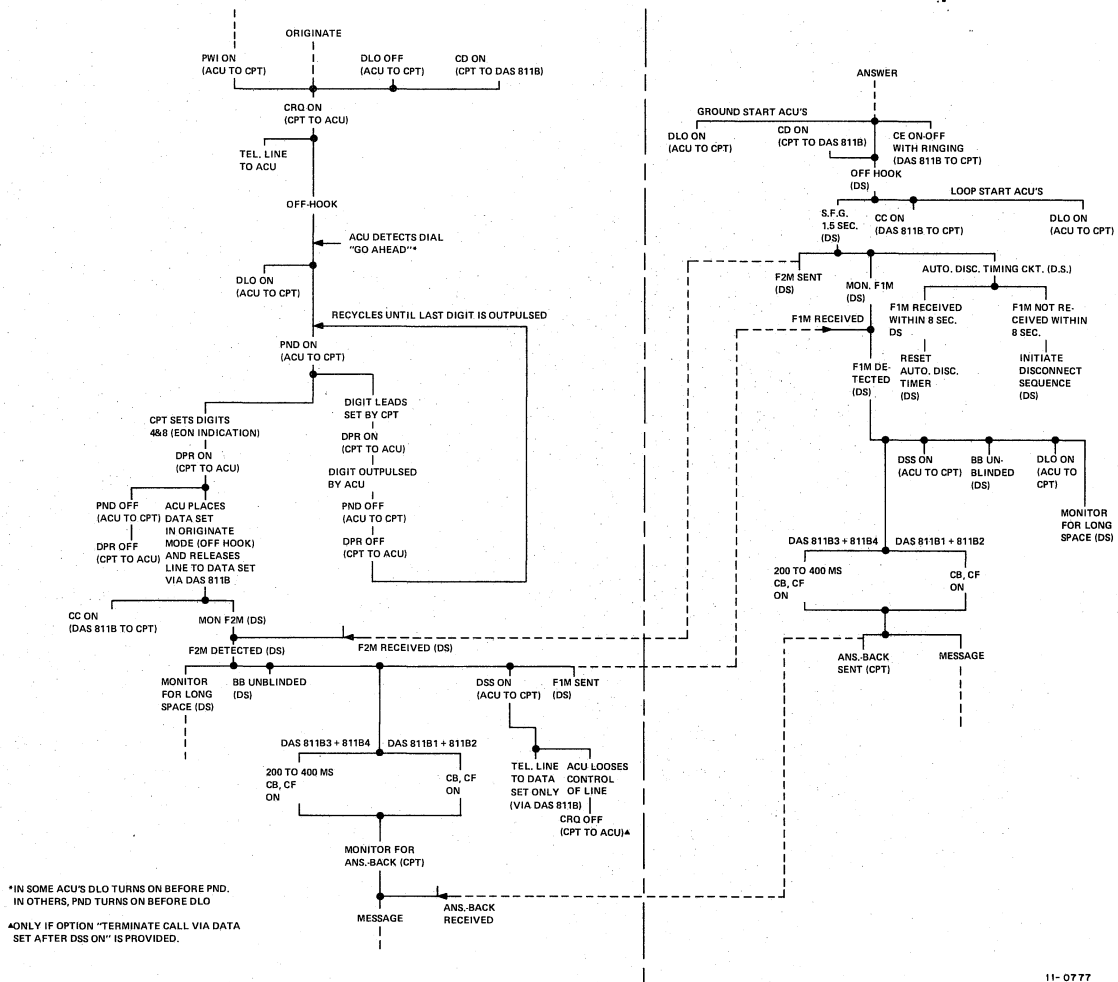 ORIGINATE
PWI ON
(ACU TO CPT)
DLO OFF
(ACU TO CPT)
CD ON
(CPT TO DAS 811B)
CRQ ON
(CPT TO ACU)
TEL. LINE
TO ACU
OFF-HOOK
ACU DETECTS DIAL
"GO AHEAD"*
DLO ON
(ACU TO CPT)
RECYCLES UNTIL LAST DIGIT IS OUTPULSED
PND ON
(ACU TO CPT)
CPT SETS DIGITS
4&8 (EON INDICATION)
DPR ON
(CPT TO ACU)
PND OFF
(ACU TO CPT)
DPR OFF
(CPT TO ACU)
ACU PLACES
DATA SET
IN ORIGINATE
MODE (OFF HOOK)
AND RELEASES
LINE TO DATA SET
VIA DAS 811B
DIGIT LEADS
SET BY CPT
DPR ON
(CPT TO ACU)
DIGIT OUTPULSED
BY ACU
PND OFF
(ACU TO CPT)
DPR OFF
(CPT TO ACU)
CC ON
(DAS 811B TO CPT)
MON F2M (DS)
F2M DETECTED (DS)
F2M RECEIVED (DS)
MONITOR
FOR LONG
SPACE (DS)
BB UNBLINDED
(DS)
DSS ON
(ACU TO CPT)
F1M SENT
(DS)
DAS 811B3 + 811B4
DAS 811B1 + 811B2
200 TO 400 MS
CB, CF
ON
CB, CF
ON
TEL. LINE
TO DATA
SET ONLY
(VIA DAS 811B)
ACU LOOSES
CONTROL
OF LINE
CRQ OFF
(CPT TO ACU)▲
MONITOR FOR
ANS.-BACK (CPT)
MESSAGE
ANS.-BACK
RECEIVED
*IN SOME ACU'S DLO TURNS ON BEFORE PND.
IN OTHERS, PND TURNS ON BEFORE DLO
▲ONLY IF OPTION "TERMINATE CALL VIA DATA
SET AFTER DSS ON" IS PROVIDED.
ANSWER
GROUND START ACU'S
DLO ON
(ACU TO CPT)
CD ON
(CPT TO DAS 811B)
CE ON-OFF
WITH RINGING
(DAS 811B TO CPT)
OFF HOOK
(DS)
LOOP START ACU'S
S.F.G.
1.5 SEC.
(DS)
CC ON
(DAS 811B TO CPT)
DLO ON
(ACU TO CPT)
F2M SENT
(DS)
MON. F1M
(DS)
AUTO. DISC. TIMING CKT. (D.S.)
F1M RECEIVED
F1M RECEIVED
WITHIN 8 SEC.
DS
F1M NOT RE-
CEIVED WITHIN
8 SEC.
RESET
AUTO. DISC.
TIMER
(DS)
INITIATE
DISCONNECT
SEQUENCE
(DS)
F1M DE-
TECTED
(DS)
DSS ON
(ACU TO CPT)
BB UN-
BLINDED
(DS)
DLO ON
(ACU TO
CPT)
MONITOR
FOR LONG
SPACE (DS)
DAS 811B3 + 811B4
DAS 811B1 + 811B2
200 TO 400 MS
CB, CF
ON
CB, CF
ON
ANS.-BACK
SENT (CPT)
MESSAGE
11-0777